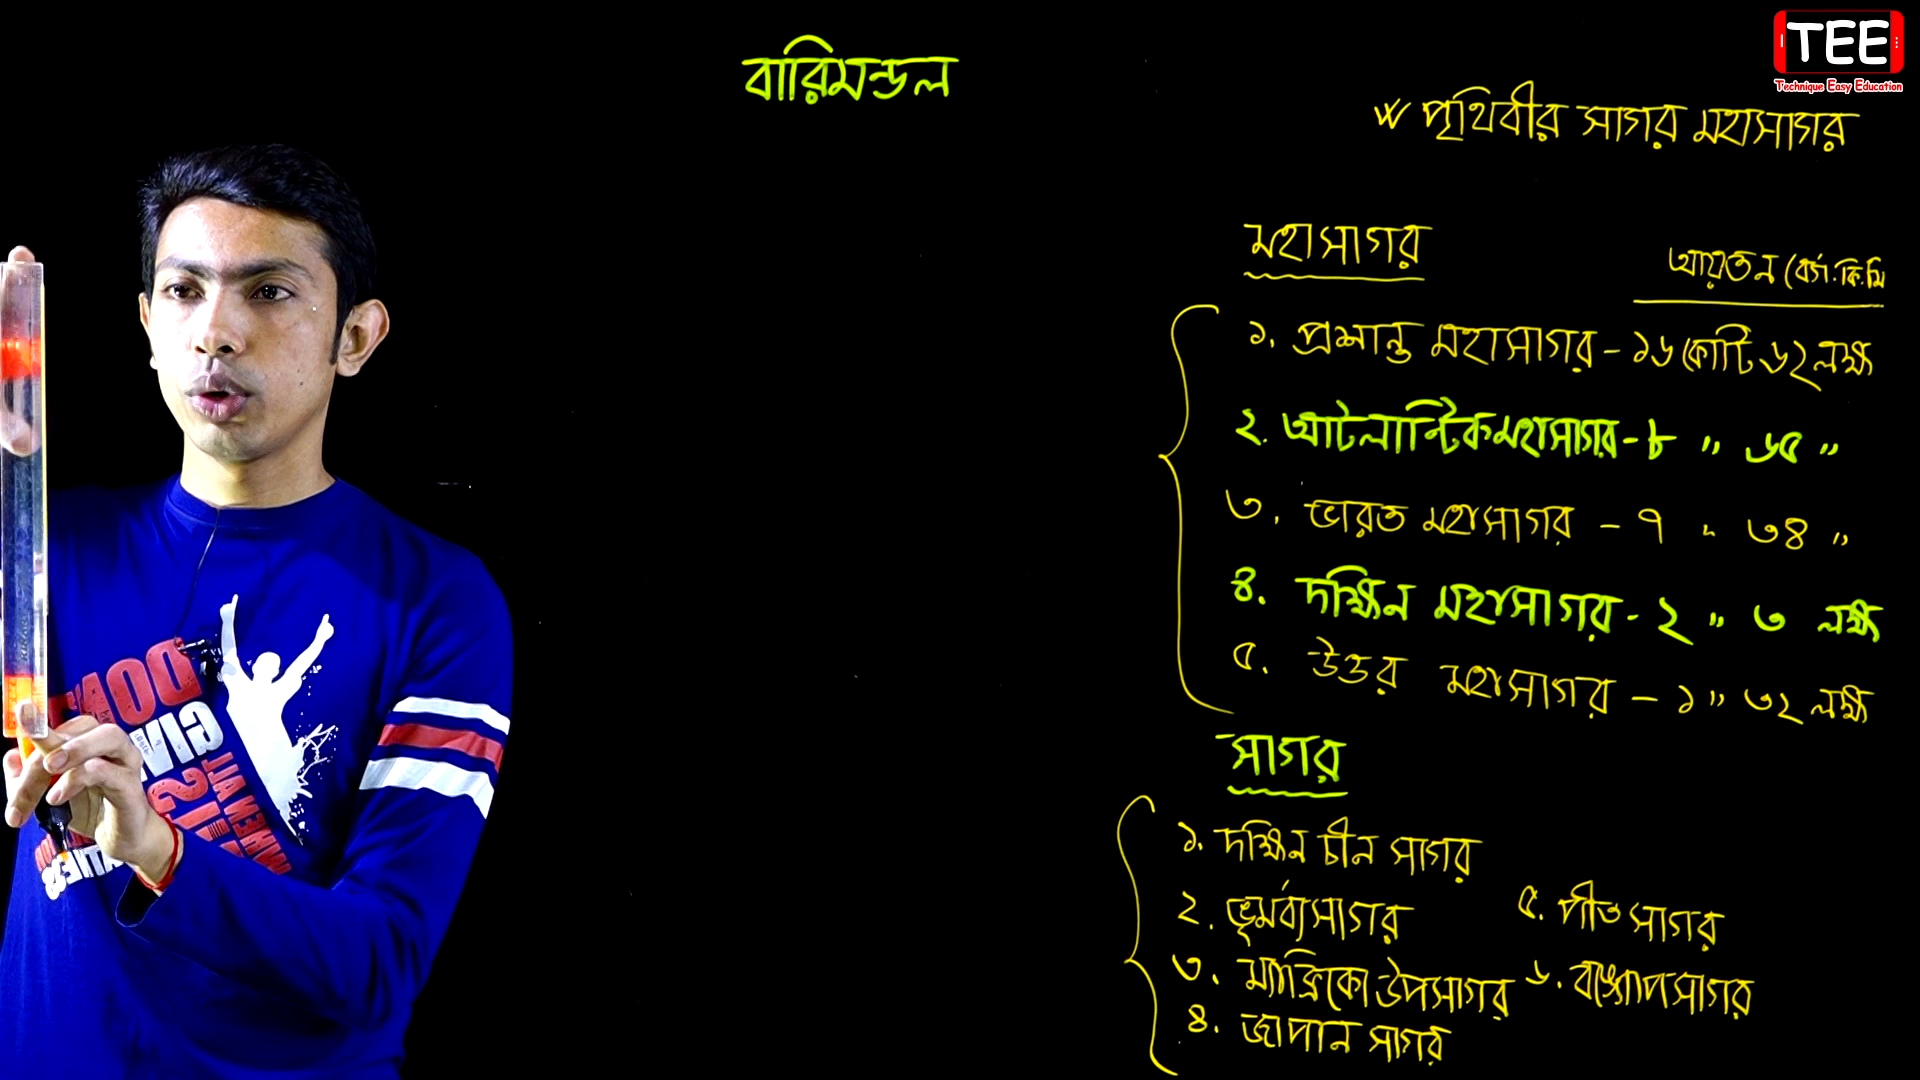 TEE
Technique Easy Education
বারিমন্ডল
* পৃথিবীর সাগর মহাসাগর
মহাসাগর
আয়তন (বর্গ.কি.মি
১. প্রশান্ত মহাসাগর - ১৬ কোটি ৬২ লক্ষ
২. আটলান্টিক মহাসাগর - ৮ " ৬৫ "
৩. ভারত মহাসাগর - ৭ " ৩৪ "
৪. দক্ষিন মহাসাগর - ২ " ৩ লক্ষ
৫. উত্তর মহাসাগর - ১ " ৩২ লক্ষ
সাগর
১. দক্ষিন চীন সাগর
২. ভূমর্ব্যসাগর
৩. ম্যাক্সিকো উপসাগর
৪. জাপান সাগর
৫. পীত সাগর
৬. বঙ্গোপসাগর